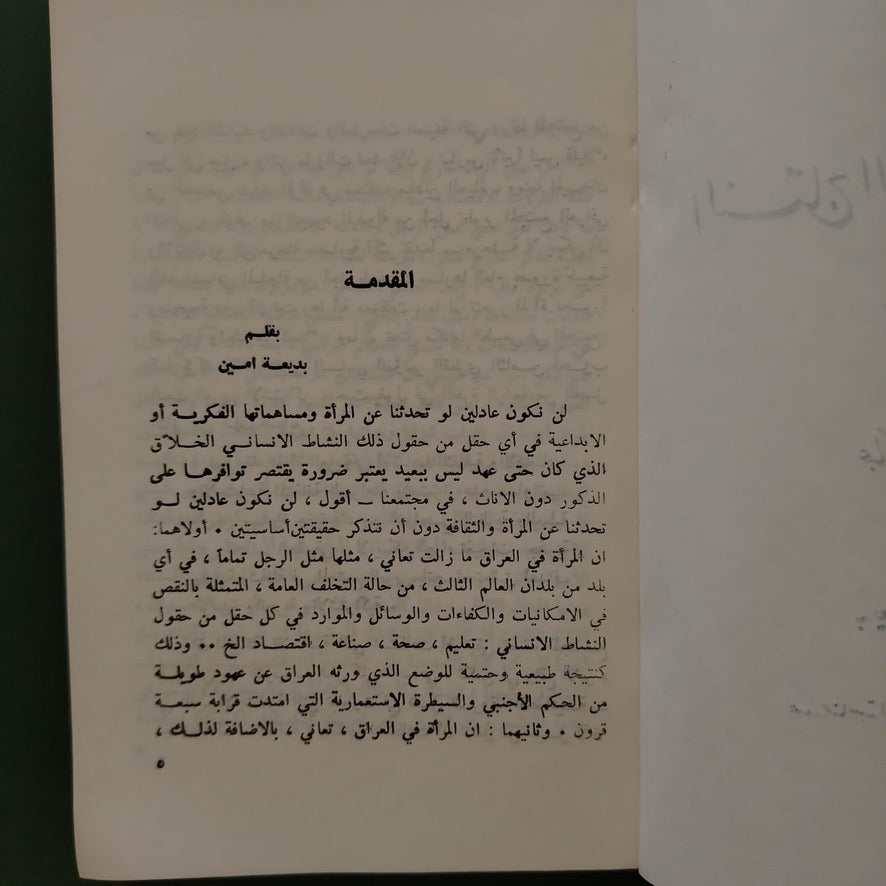 المقدمة
بقلم
بديعة امين
لن نكون عادلين لو تحدثنا عن المرأة ومساهماتها الفكرية أو
الابداعية في أي حقل من حقول ذلك النشاط الانساني الخلاق
الذي كان حتى عهد ليس ببعيد يعتبر ضرورة يقتصر توافرها على
الذكور دون الاناث ، في مجتمعنا ــ أقول ، لن نكون عادلين لو
تحدثنا عن المرأة والثقافة دون أن نتذكر حقيقتين أساسيتين . أولاهما:
ان المرأة في العراق ما زالت تعاني ، مثلها مثل الرجل تماماً ، في أي
بلد من بلدان العالم الثالث ، من حالة التخلف العامة ، المتمثلة بالنقص
في الامكانيات والكفاءات والوسائل والموارد في كل حقل من حقول
النشاط الانساني : تعليم ، صحة ، صناعة ، اقتصاد الخ .. وذلك
كنتيجة طبيعية وحتمية للوضع الذي ورثه العراق عن عهود طويلة
من الحكم الأجنبي والسيطرة الاستعمارية التي امتدت قرابة سبعة
قرون . وثانيهما : ان المرأة في العراق ، تعاني ، بالاضافة لذلك ،
٥